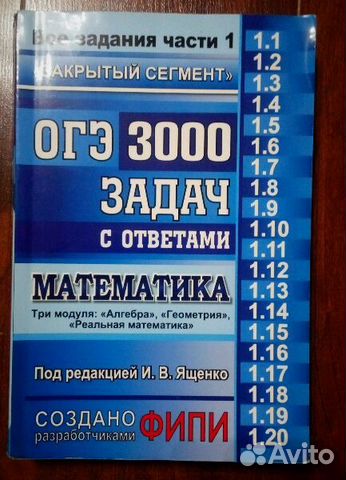 Все задания части 1
«ЗАКРЫТЫЙ СЕГМЕНТ»
ОГЭ 3000
ЗАДАЧ
С ОТВЕТАМИ
МАТЕМАТИКА
Три модуля: «Алгебра», «Геометрия»,
«Реальная математика»
Под редакцией И. В. Ященко
СОЗДАНО
разработчиками ФИПИ
1.1
1.2
1.3
1.4
1.5
1.6
1.7
1.8
1.9
1.10
1.11
1.12
1.13
1.14
1.15
1.16
1.17
1.18
1.19
1.20
Avito